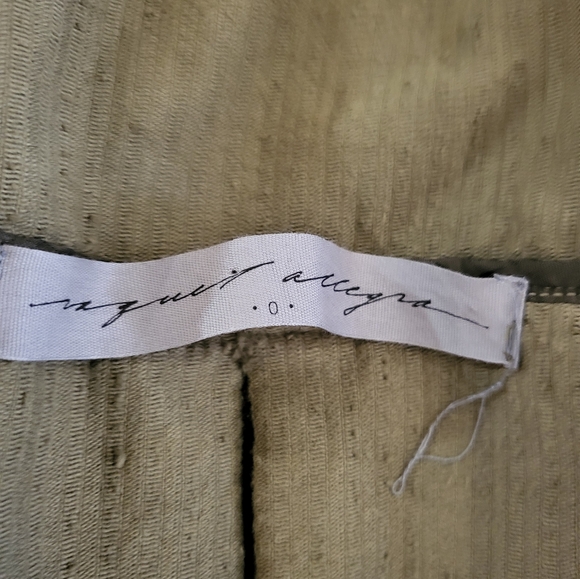 raquel allegra
• 0 •